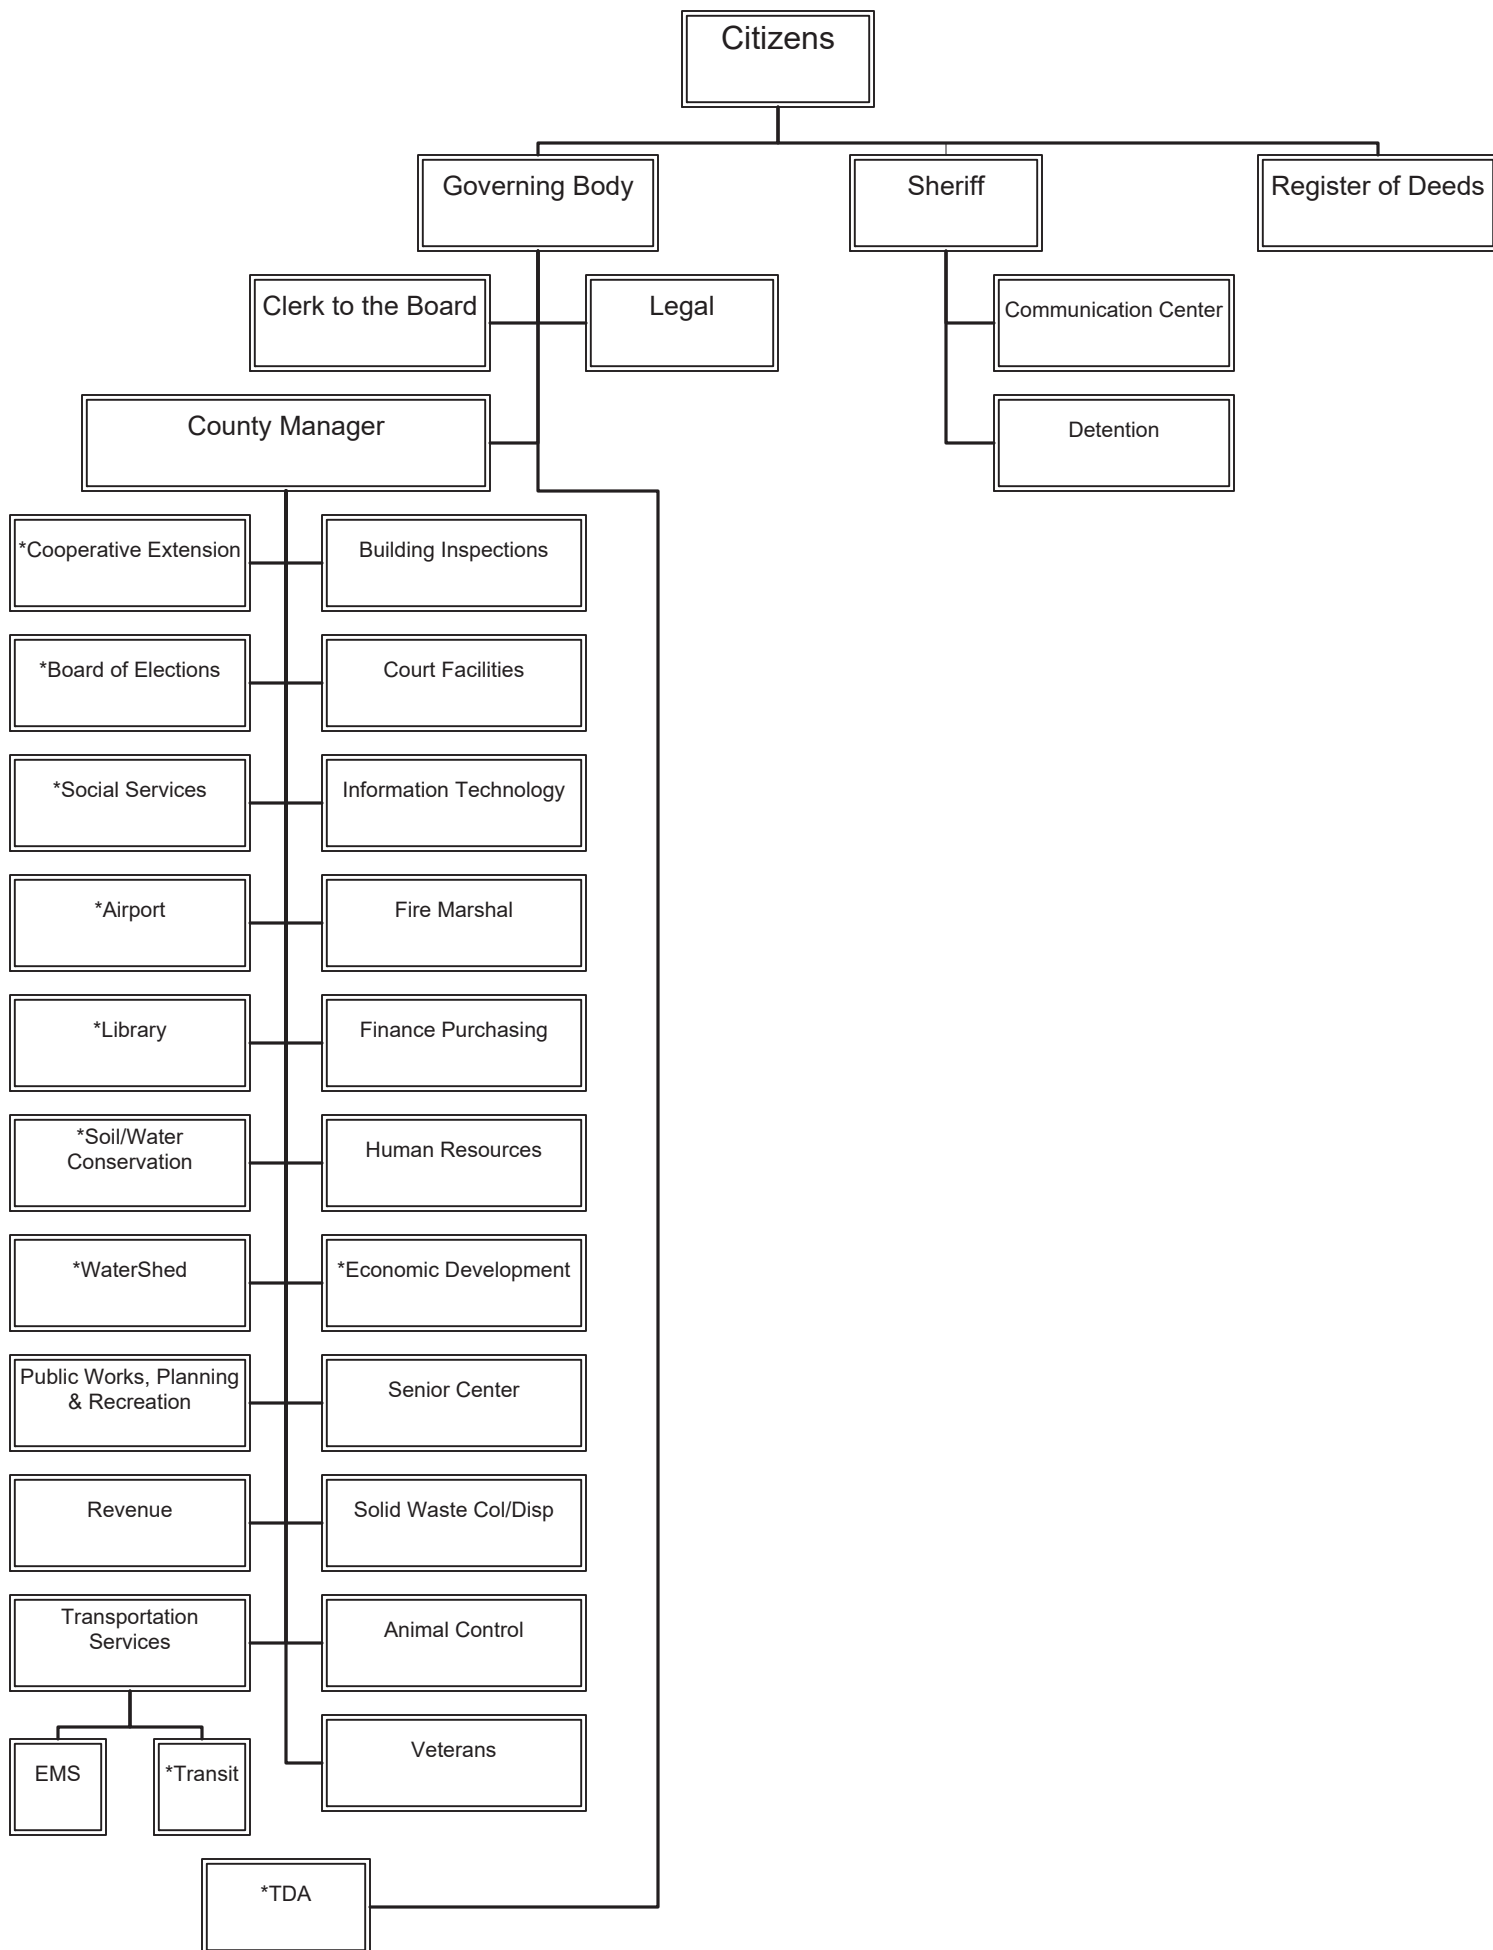 Citizens
Governing Body
Sheriff
Register of Deeds
Clerk to the Board
Legal
Communication Center
County Manager
Detention
*Cooperative Extension
Building Inspections
*Board of Elections
Court Facilities
*Social Services
Information Technology
*Airport
Fire Marshal
*Library
Finance Purchasing
*Soil/Water
Conservation
Human Resources
*WaterShed
*Economic Development
Public Works, Planning
& Recreation
Senior Center
Revenue
Solid Waste Col/Disp
Transportation
Services
Animal Control
Veterans
EMS
*Transit
*TDA